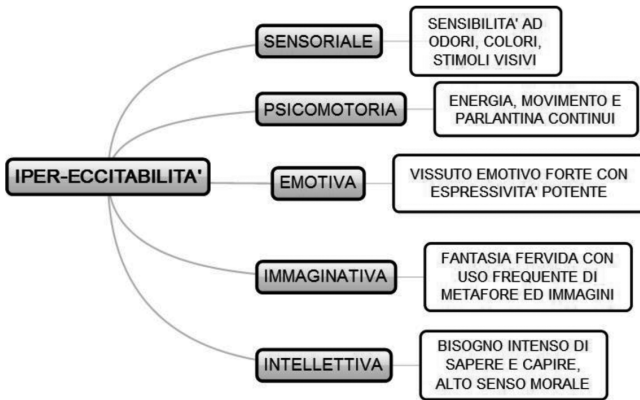 IPER-ECCITABILITA'
SENSORIALE
SENSIBILITA' AD
ODORI, COLORI,
STIMOLI VISIVI
PSICOMOTORIA
ENERGIA, MOVIMENTO E
PARLANTINA CONTINUI
EMOTIVA
VISSUTO EMOTIVO FORTE CON
ESPRESSIVITA' POTENTE
IMMAGINATIVA
FANTASIA FERVIDA CON
USO FREQUENTE DI
METAFORE ED IMMAGINI
INTELLETTIVA
BISOGNO INTENSO DI
SAPERE E CAPIRE,
ALTO SENSO MORALE